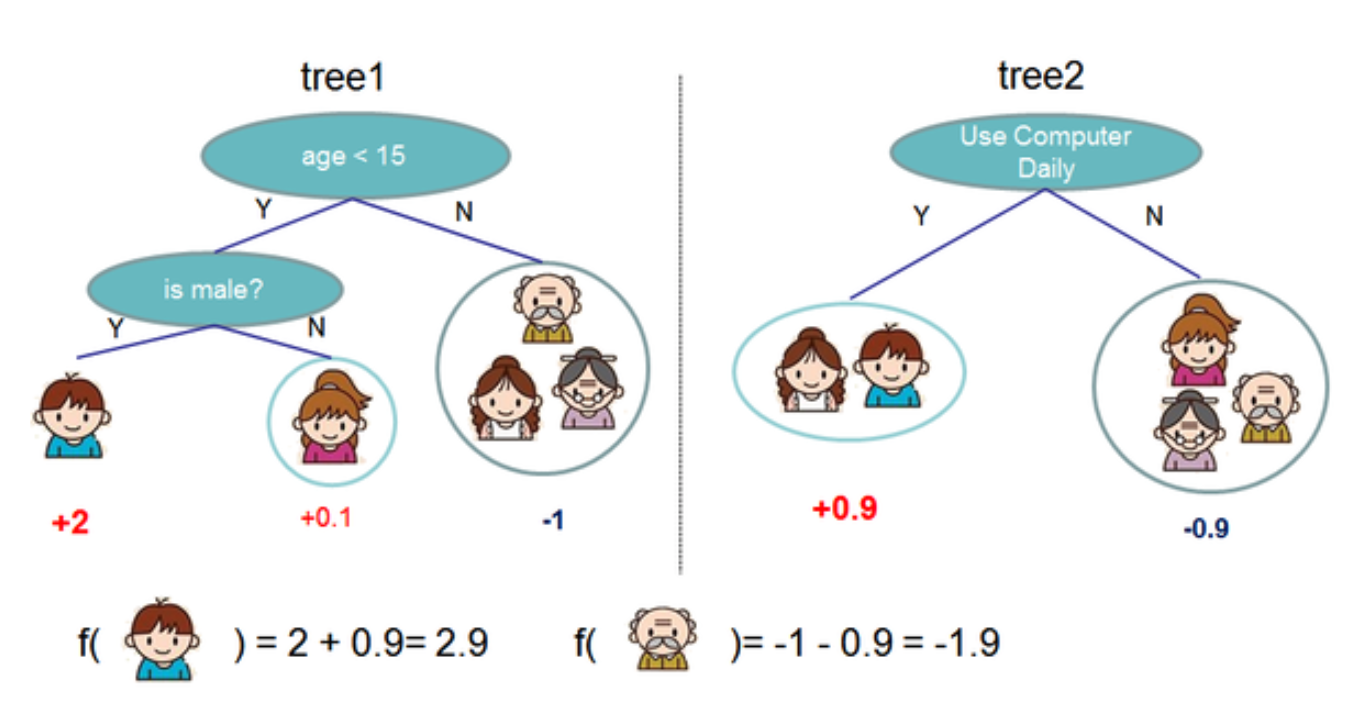 tree1
age < 15
Y
N
is male?
Y
N
+2
+0.1
-1
tree2
Use Computer
Daily
Y
N
+0.9
-0.9
f( ) = 2 + 0.9= 2.9
f( )= -1 - 0.9 = -1.9